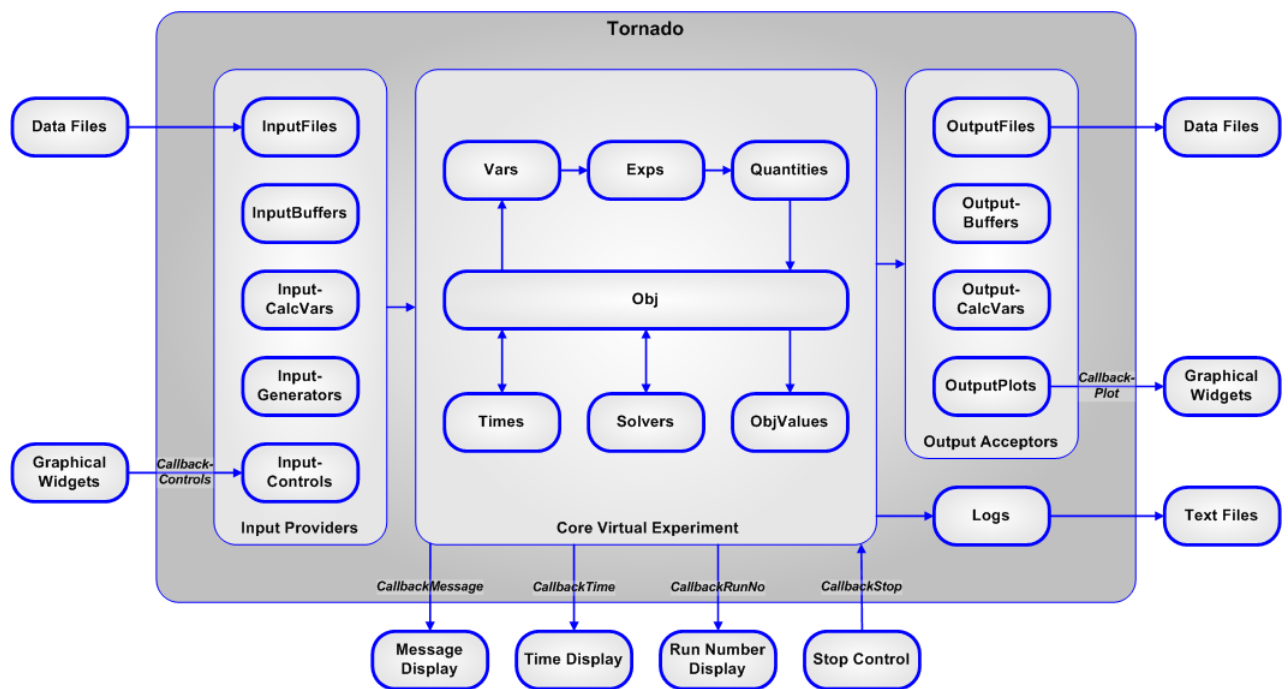 Tornado
Data Files
InputFiles
InputBuffers
Input-
CalcVars
Input-
Generators
Graphical
Widgets
Callback-
Controls
Input-
Controls
Input Providers
Vars
Exps
Quantities
Obj
Times
Solvers
ObjValues
Core Virtual Experiment
OutputFiles
Output-
Buffers
Output-
CalcVars
OutputPlots
Output Acceptors
Data Files
Callback-
Plot
Graphical
Widgets
Logs
Text Files
CallbackMessage
CallbackTime
CallbackRunNo
CallbackStop
Message
Display
Time Display
Run Number
Display
Stop Control